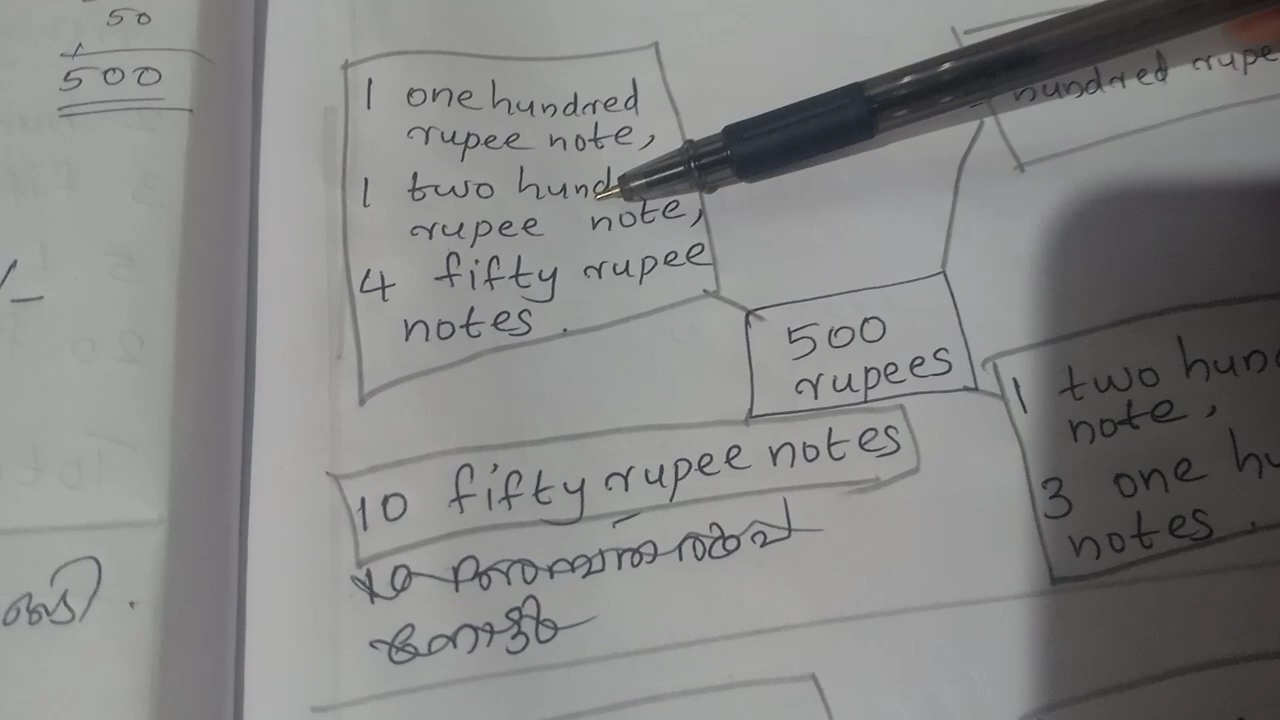 50
+
500
1 one hundred
rupee note,
1 two hund
rupee note,
4 fifty rupee
notes.
hundred rupe
500
rupees
1 two hun
note,
3 one hu
notes.
10 fifty rupee notes